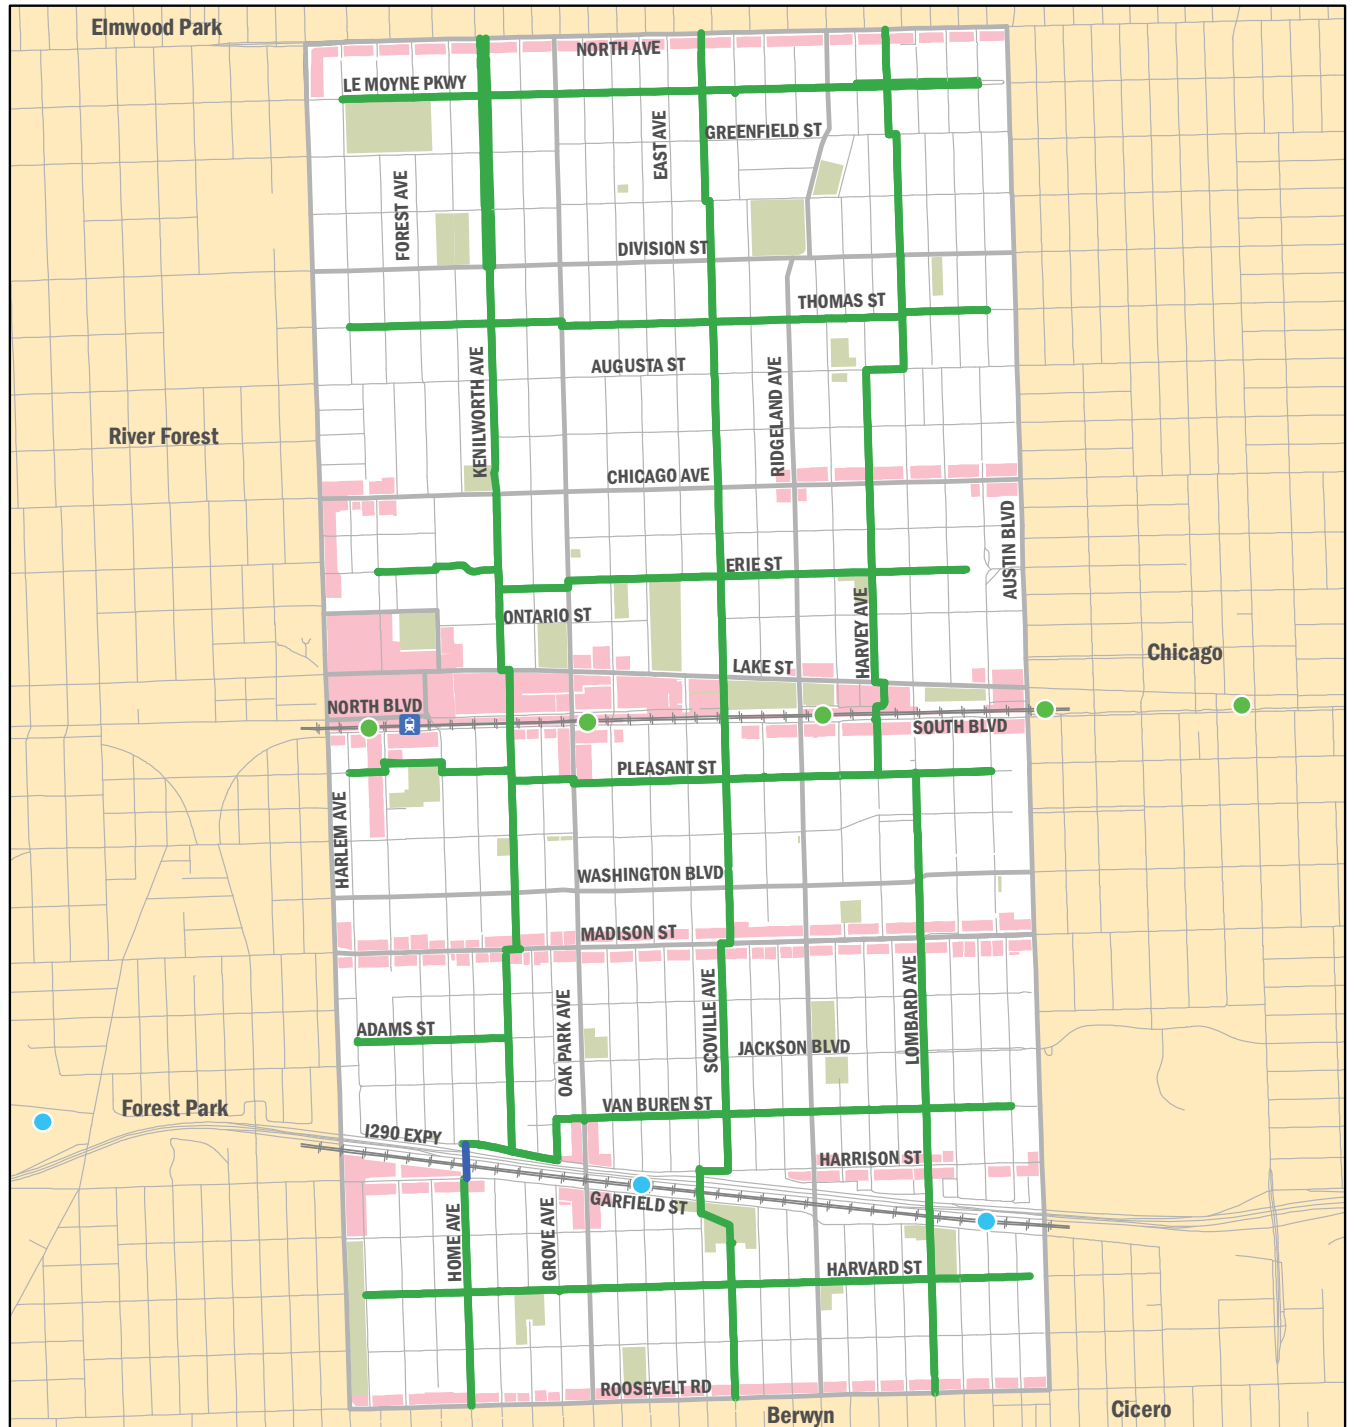 Elmwood Park
NORTH AVE
LE MOYNE PKWY
GREENFIELD ST
EAST AVE
FOREST AVE
DIVISION ST
THOMAS ST
AUGUSTA ST
KENILWORTH AVE
RIDGELAND AVE
River Forest
CHICAGO AVE
AUSTIN BLVD
ERIE ST
ONTARIO ST
HARVEY AVE
LAKE ST
Chicago
NORTH BLVD
SOUTH BLVD
PLEASANT ST
HARLEM AVE
WASHINGTON BLVD
MADISON ST
SCOVILLE AVE
LOMBARD AVE
OAK PARK AVE
ADAMS ST
JACKSON BLVD
VAN BUREN ST
Forest Park
I290 EXPY
HARRISON ST
GARFIELD ST
HOME AVE
GROVE AVE
HARVARD ST
ROOSEVELT RD
Berwyn
Cicero